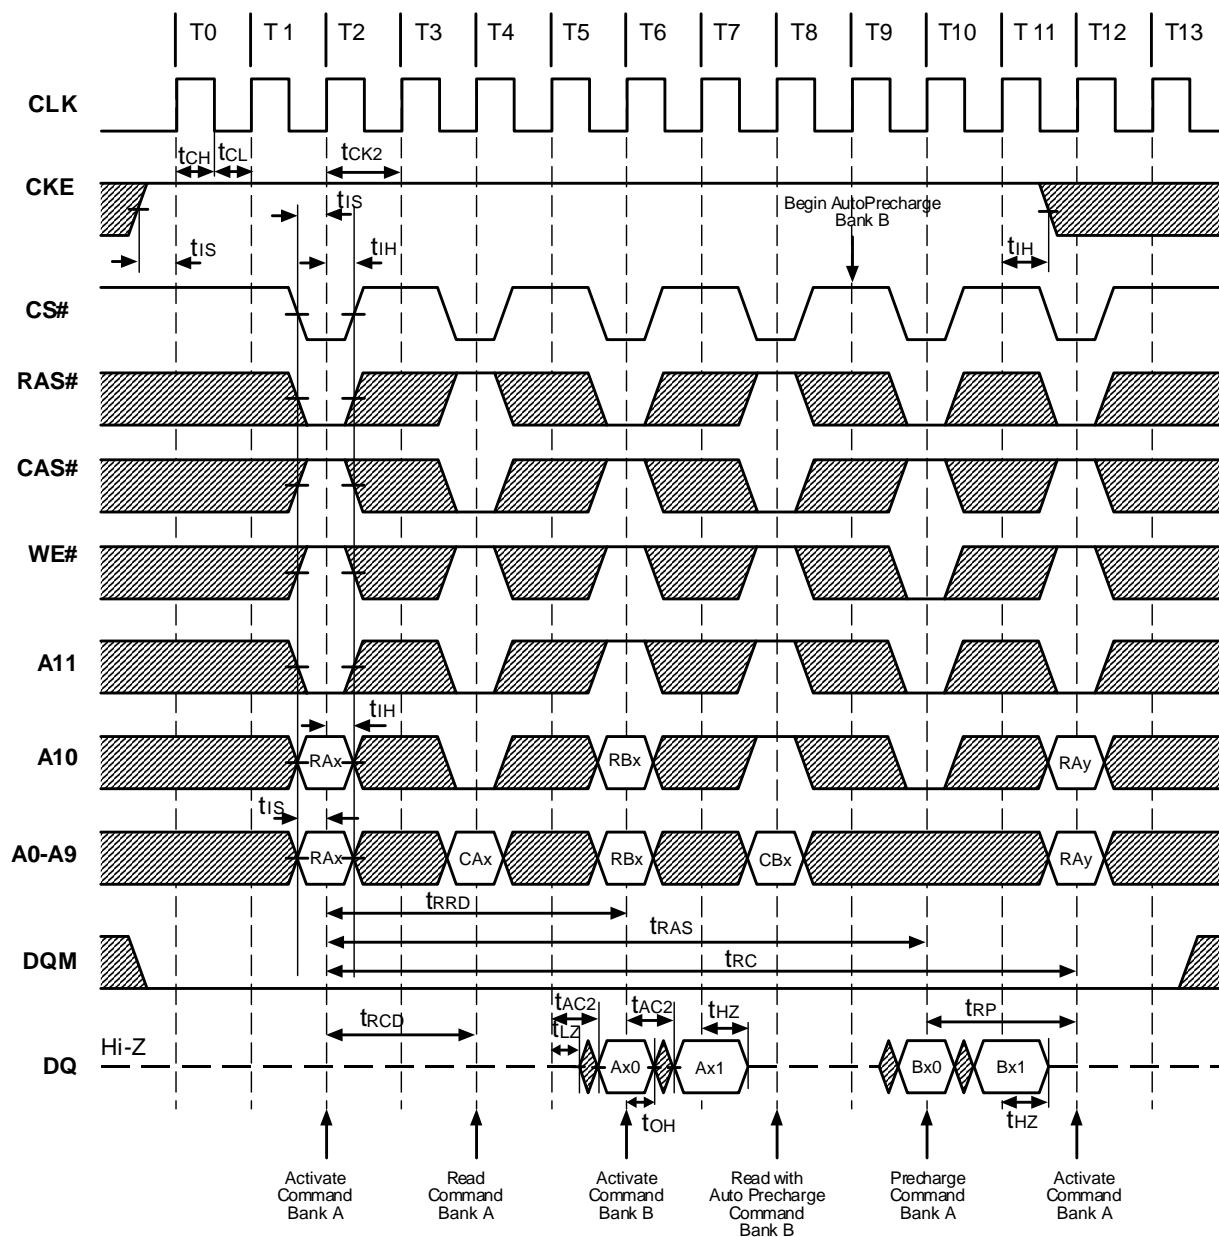 T0 T1 T2 T3 T4 T5 T6 T7 T8 T9 T10 T11 T12 T13
CLK
tCH tCL tCK2
CKE
tIS
Begin AutoPrecharge
Bank B
tIS tIH tIH
CS#
RAS#
CAS#
WE#
A11
tIH
A10 RAx RBx RAy
tIS
A0-A9 RAx CAx RBx CBx RAy
tRRD
tRAS
DQM tRC
tAC2 tAC2 tHZ tRP
tRCD tLZ
Hi-Z
DQ Ax0 Ax1 Bx0 Bx1
tOH tHZ
Activate
Command
Bank A
Read
Command
Bank A
Activate
Command
Bank B
Read with
Auto Precharge
Command
Bank B
Precharge
Command
Bank A
Activate
Command
Bank A